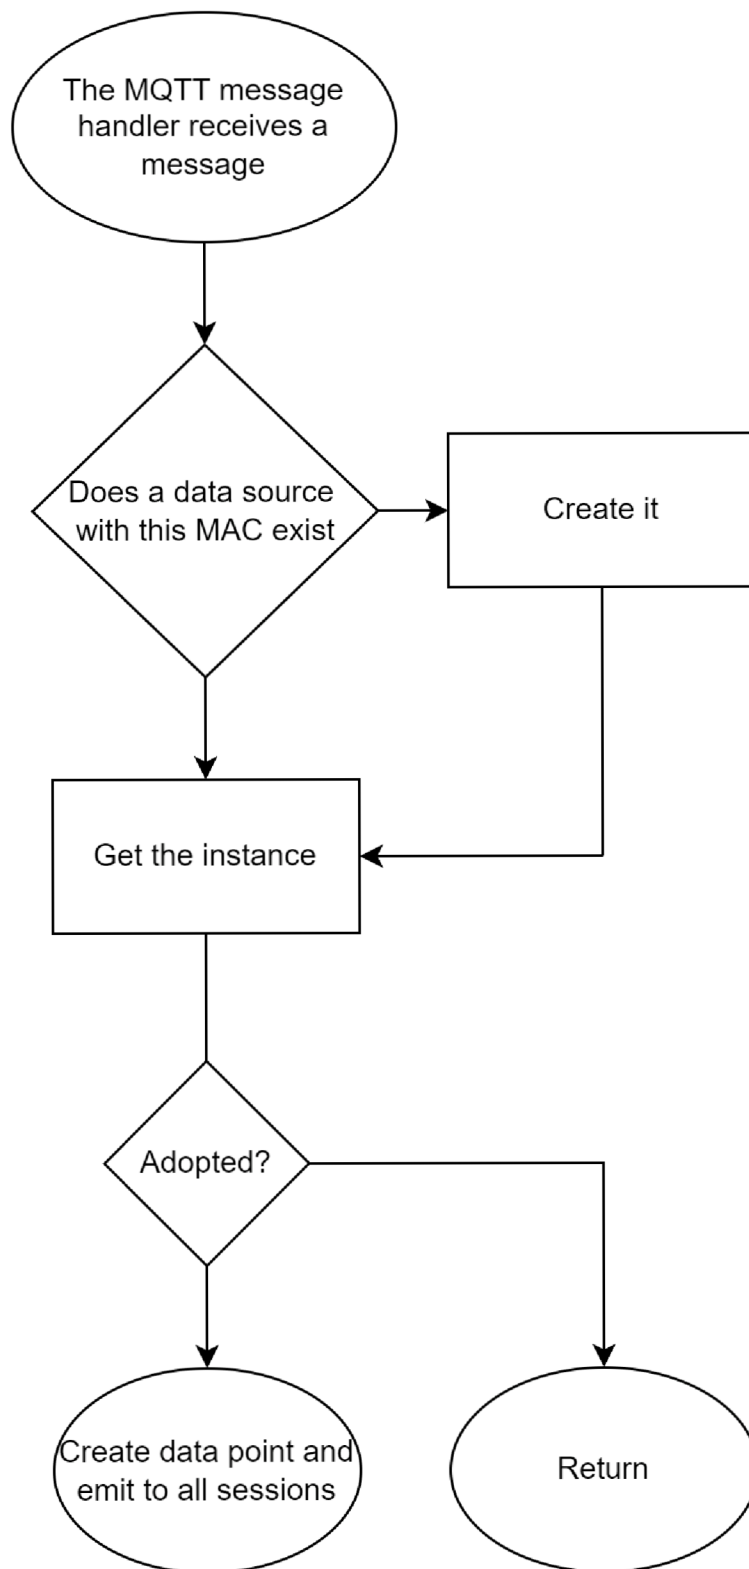 The MQTT message
handler receives a
message
Does a data source
with this MAC exist
Create it
Get the instance
Adopted?
Create data point and
emit to all sessions
Return